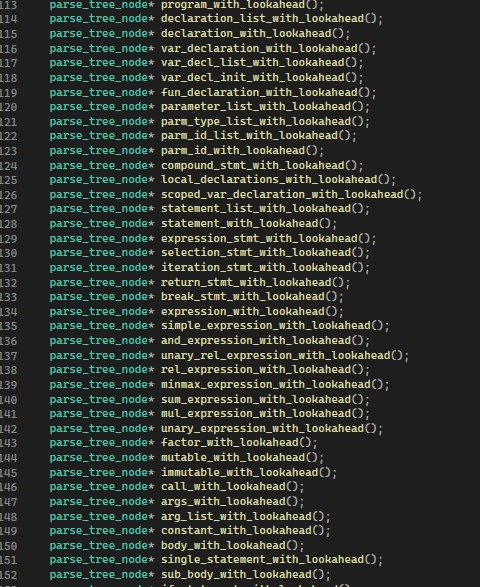 113 parse_tree_node* program_with_lookahead();
114 parse_tree_node* declaration_list_with_lookahead();
115 parse_tree_node* declaration_with_lookahead();
116 parse_tree_node* var_declaration_with_lookahead();
117 parse_tree_node* var_decl_list_with_lookahead();
118 parse_tree_node* var_decl_init_with_lookahead();
119 parse_tree_node* fun_declaration_with_lookahead();
120 parse_tree_node* parameter_list_with_lookahead();
121 parse_tree_node* parm_type_list_with_lookahead();
122 parse_tree_node* parm_id_list_with_lookahead();
123 parse_tree_node* parm_id_with_lookahead();
124 parse_tree_node* compound_stmt_with_lookahead();
125 parse_tree_node* local_declarations_with_lookahead();
126 parse_tree_node* scoped_var_declaration_with_lookahead();
127 parse_tree_node* statement_list_with_lookahead();
128 parse_tree_node* statement_with_lookahead();
129 parse_tree_node* expression_stmt_with_lookahead();
130 parse_tree_node* selection_stmt_with_lookahead();
131 parse_tree_node* iteration_stmt_with_lookahead();
132 parse_tree_node* return_stmt_with_lookahead();
133 parse_tree_node* break_stmt_with_lookahead();
134 parse_tree_node* expression_with_lookahead();
135 parse_tree_node* simple_expression_with_lookahead();
136 parse_tree_node* and_expression_with_lookahead();
137 parse_tree_node* unary_rel_expression_with_lookahead();
138 parse_tree_node* rel_expression_with_lookahead();
139 parse_tree_node* minmax_expression_with_lookahead();
140 parse_tree_node* sum_expression_with_lookahead();
141 parse_tree_node* mul_expression_with_lookahead();
142 parse_tree_node* unary_expression_with_lookahead();
143 parse_tree_node* factor_with_lookahead();
144 parse_tree_node* mutable_with_lookahead();
145 parse_tree_node* immutable_with_lookahead();
146 parse_tree_node* call_with_lookahead();
147 parse_tree_node* args_with_lookahead();
148 parse_tree_node* arg_list_with_lookahead();
149 parse_tree_node* constant_with_lookahead();
150 parse_tree_node* body_with_lookahead();
151 parse_tree_node* single_statement_with_lookahead();
152 parse_tree_node* sub_body_with_lookahead();